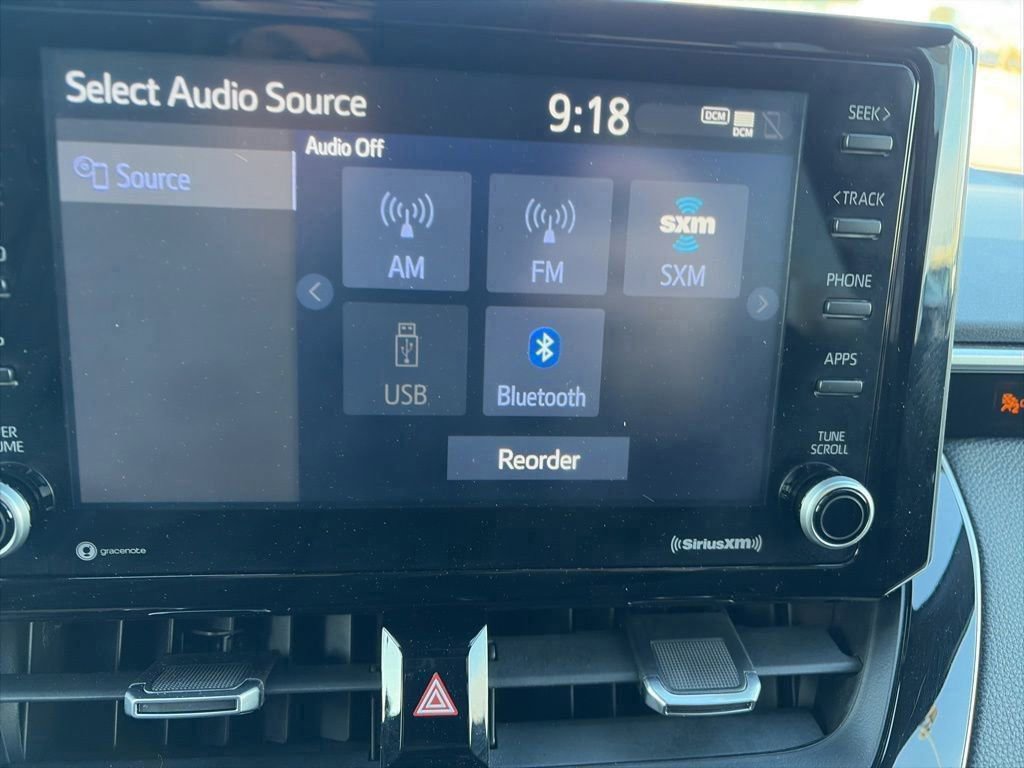 Select Audio Source
9:18
DCM
DCM
Audio Off
Source
AM
FM
sxm
SXM
USB
Bluetooth
Reorder
SEEK>
<TRACK
PHONE
APPS
TUNE
SCROLL
gracenote
((SiriusXM))